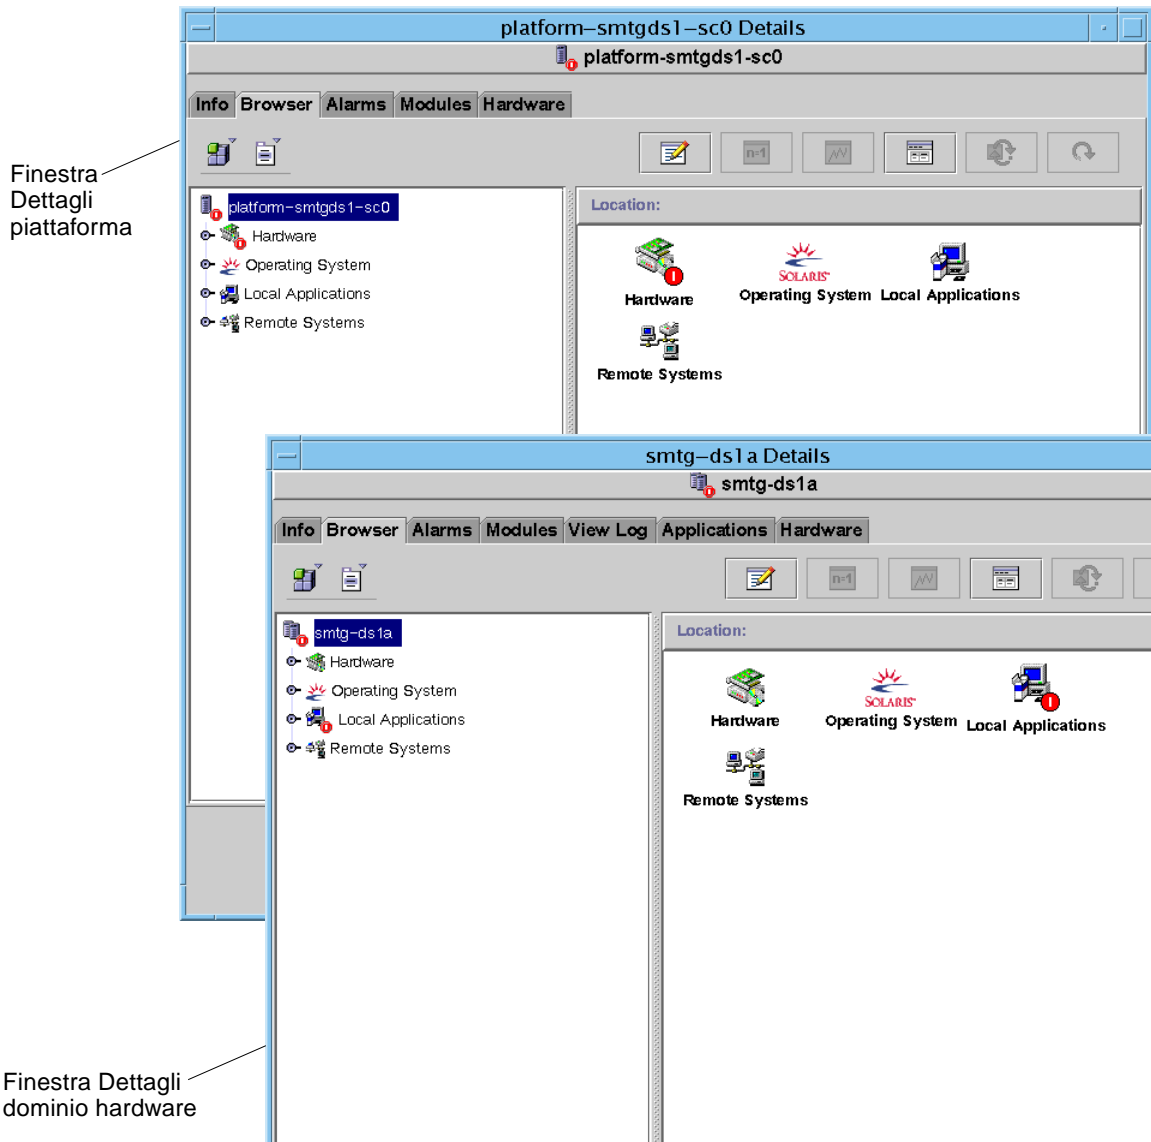 platform–smtgds1–sc0 Details
platform-smtgds1-sc0
Info Browser Alarms Modules Hardware
n=1
Finestra
Dettagli
piattaforma
platform–smtgds1–sc0
Hardware
Operating System
Local Applications
Remote Systems
Location:
Hardware
SOLARIS
Operating System
Local Applications
Remote Systems
smtg–ds1a Details
smtg-ds1a
Info Browser Alarms Modules View Log Applications Hardware
n=1
smtg–ds1a
Hardware
Operating System
Local Applications
Remote Systems
Location:
Hardware
SOLARIS
Operating System
Local Applications
Remote Systems
Finestra Dettagli
dominio hardware